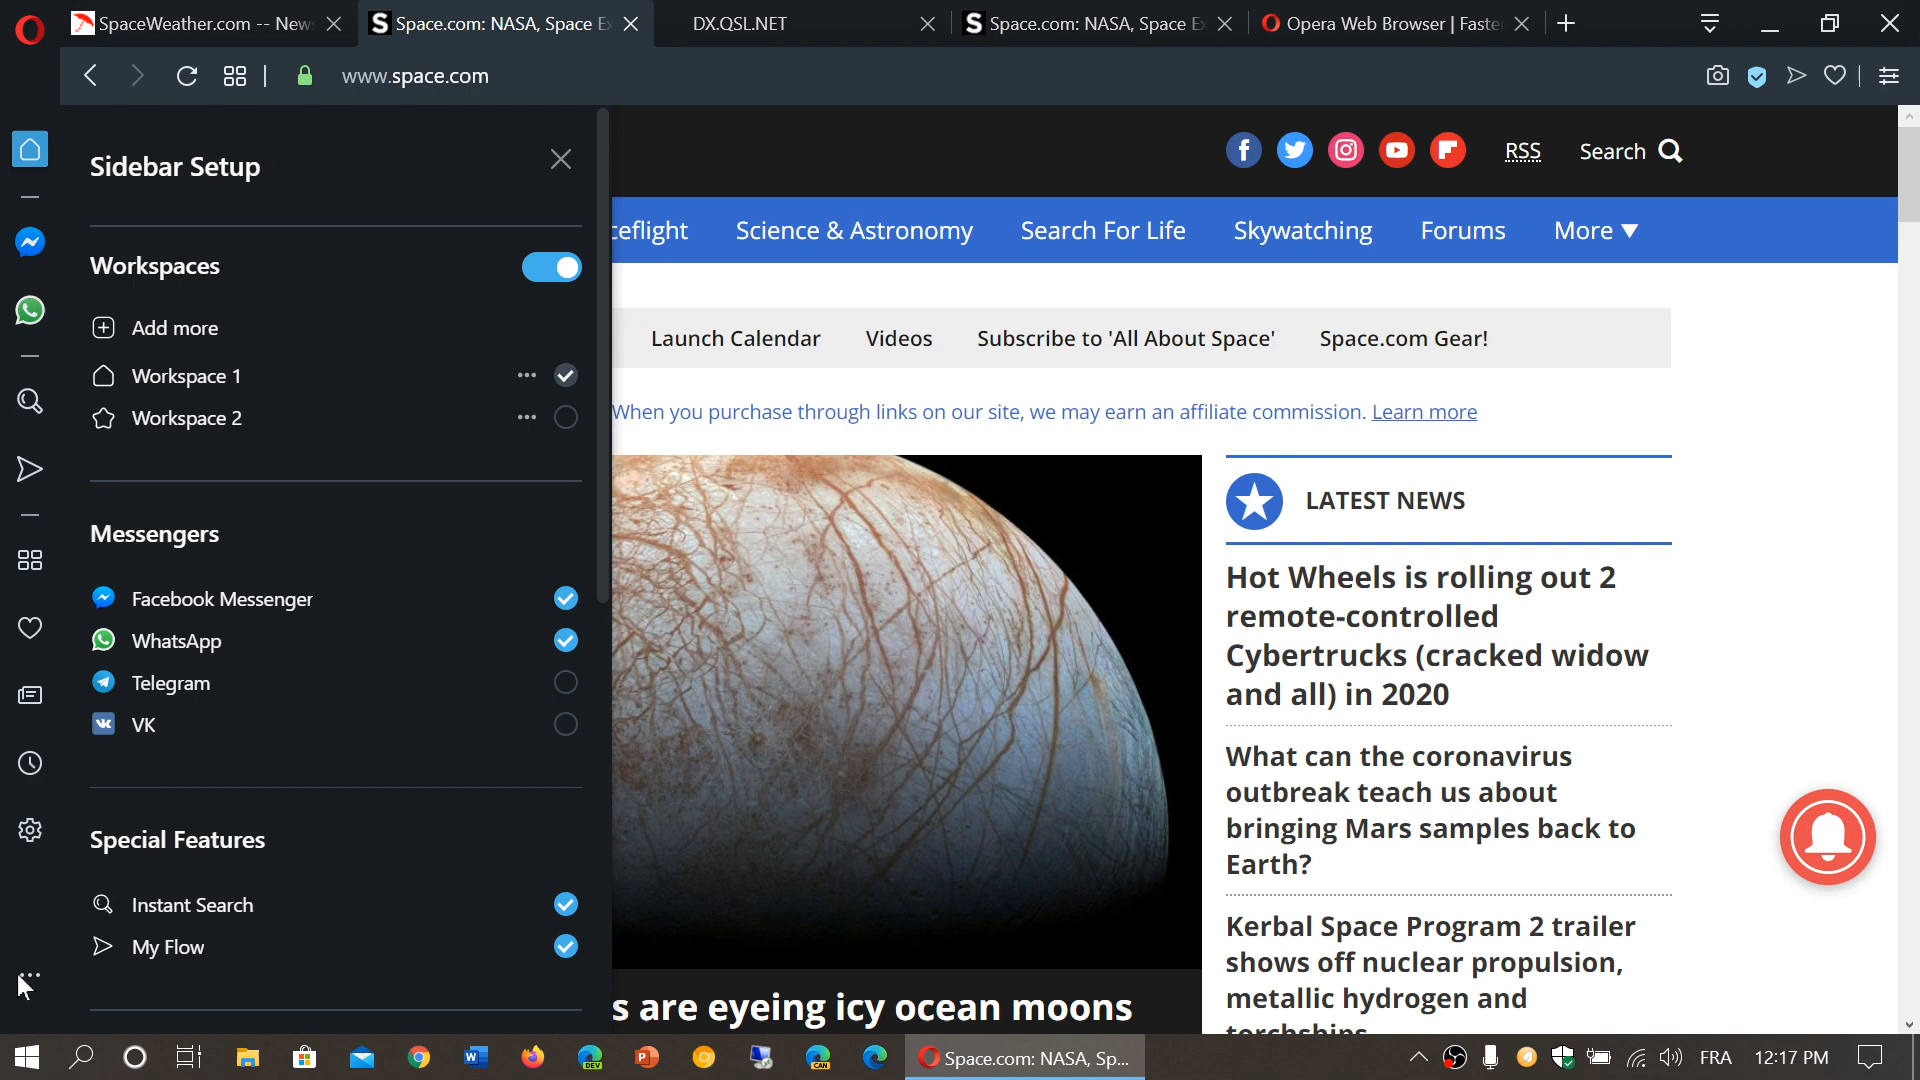 SpaceWeather.com -- News
Space.com: NASA, Space E
DX.QSL.NET
Space.com: NASA, Space E
Opera Web Browser | Faste
www.space.com
Sidebar Setup
Workspaces
Add more
Workspace 1
Workspace 2
Messengers
Facebook Messenger
WhatsApp
Telegram
VK
Special Features
Instant Search
My Flow
RSS
Search
ceflight
Science & Astronomy
Search For Life
Skywatching
Forums
More ▼
Launch Calendar
Videos
Subscribe to 'All About Space'
Space.com Gear!
When you purchase through links on our site, we may earn an affiliate commission. Learn more
LATEST NEWS
Hot Wheels is rolling out 2
remote-controlled
Cybertrucks (cracked widow
and all) in 2020
What can the coronavirus
outbreak teach us about
bringing Mars samples back to
Earth?
Kerbal Space Program 2 trailer
shows off nuclear propulsion,
metallic hydrogen and
torchships
s are eyeing icy ocean moons
DEV
CAN
Space.com: NASA, Sp...
FRA
12:17 PM